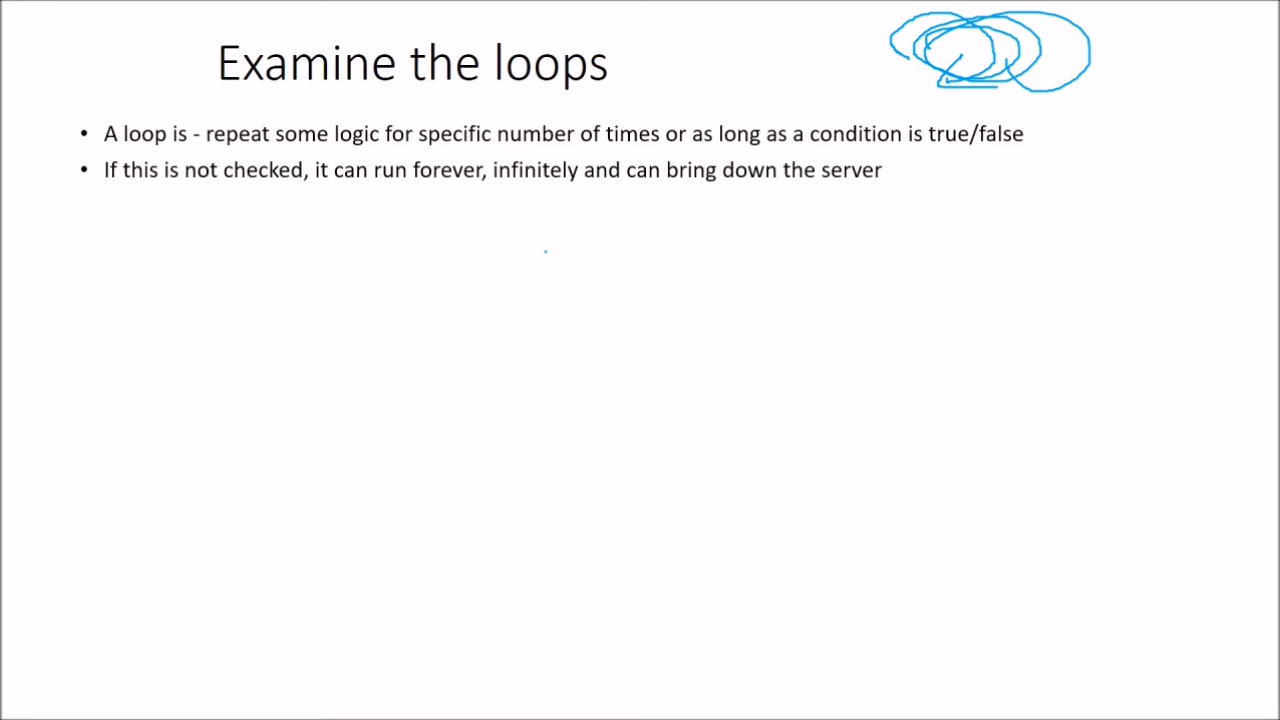 Examine the loops
• A loop is - repeat some logic for specific number of times or as long as a condition is true/false
• If this is not checked, it can run forever, infinitely and can bring down the server